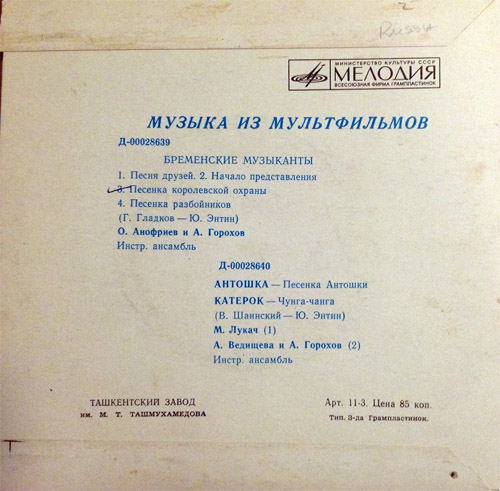 Russia
МИНИСТЕРСТВО КУЛЬТУРЫ СССР
МЕЛОДИЯ
ВСЕСОЮЗНАЯ ФИРМА ГРАМПЛАСТИНОК
МУЗЫКА ИЗ МУЛЬТФИЛЬМОВ
Д-00028639
БРЕМЕНСКИЕ МУЗЫКАНТЫ
1. Песня друзей. 2. Начало представления
3. Песенка королевской охраны
4. Песенка разбойников
(Г. Гладков — Ю. Энтин)
О. Анофриев и А. Горохов
Инстр. ансамбль
Д-00028640
АНТОШКА — Песенка Антошки
КАТЕРОК — Чунга-чанга
(В. Шаинский — Ю. Энтин)
М. Лукач (1)
А. Ведищева и А. Горохов (2)
Инстр. ансамбль
ТАШКЕНТСКИЙ ЗАВОД
им. М. Т. ТАШМУХАМЕДОВА
Арт. 11-3. Цена 85 коп.
Тип. З-да Грампластинок.